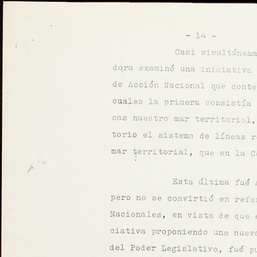 - 14 -
Casi simultáneam
dora examinó una iniciativa
de Acción Nacional que conte
cuales la primera consistía
cas nuestro mar territorial,
torio el sistema de líneas r
mar territorial, que en la C
Esta última fué
pero no se convirtió en refor
Nacionales, en vista de que e
ciativa proponiendo una nueva
del Poder Legislativo, fué pu